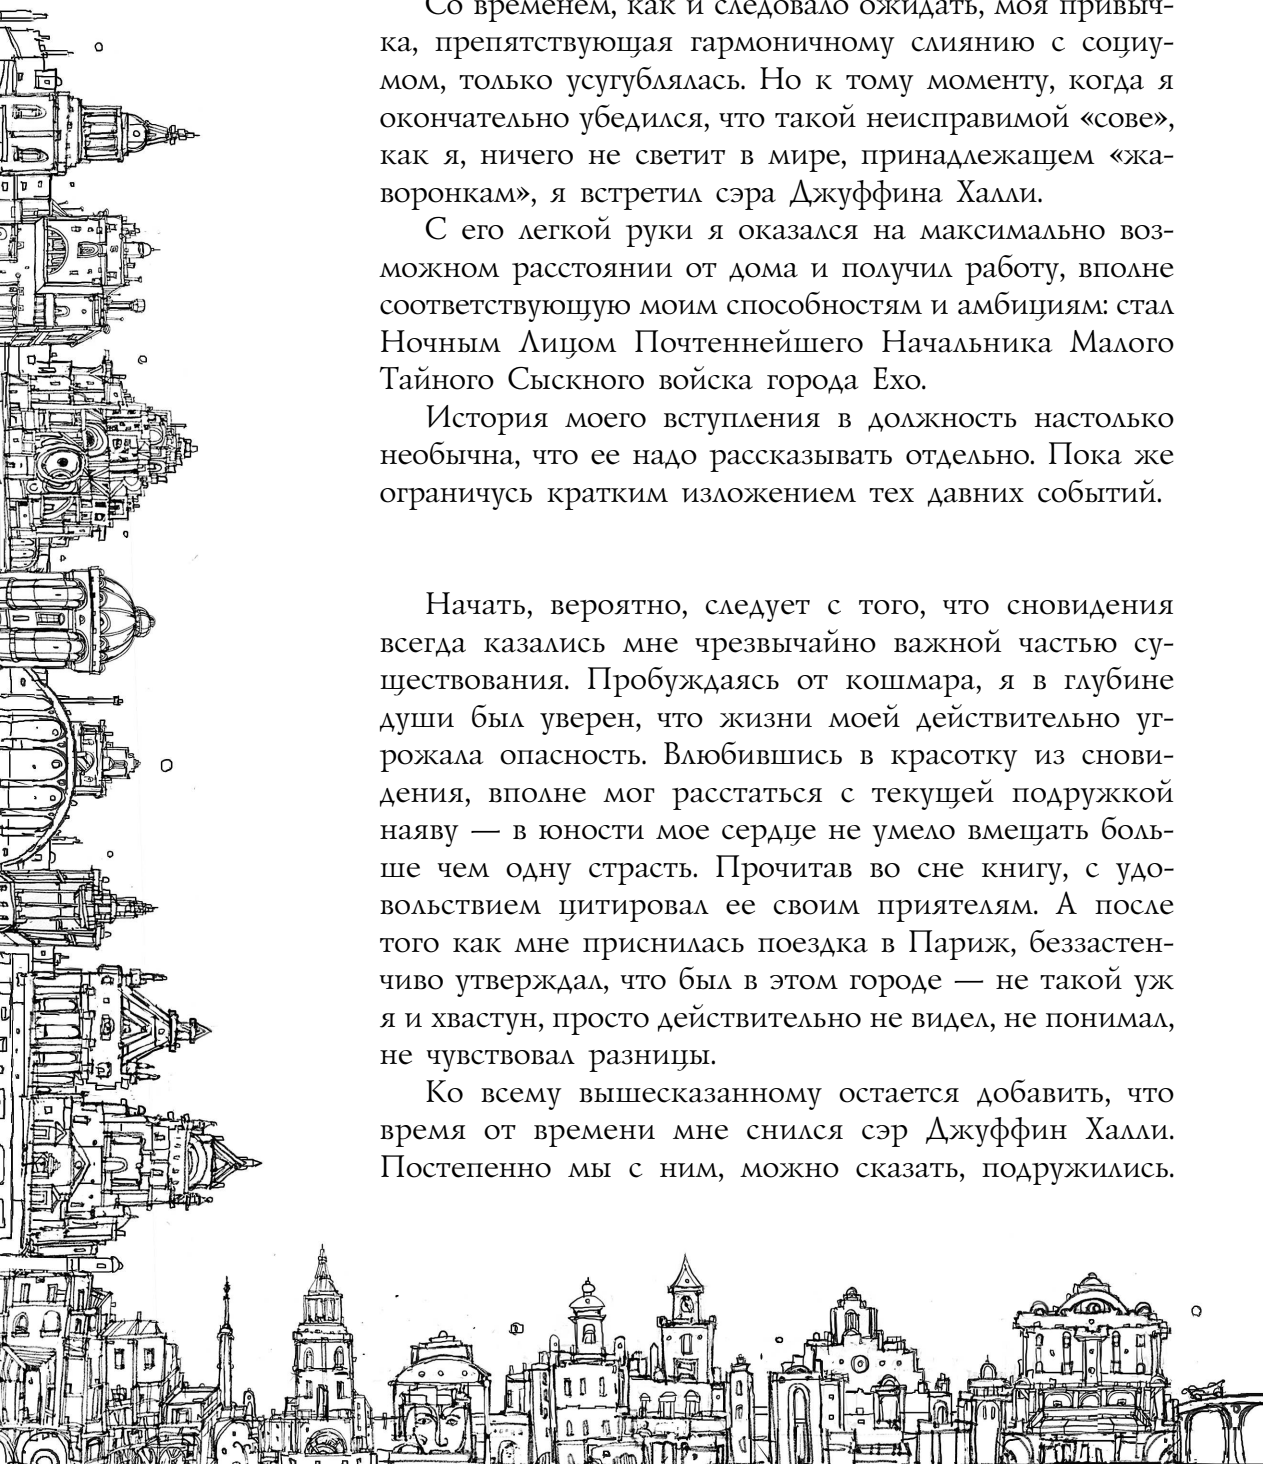 Со временем, как и следовало ожидать, моя привыч-
ка, препятствующая гармоничному слиянию с социу-
мом, только усугублялась. Но к тому моменту, когда я
окончательно убедился, что такой неисправимой «сове»,
как я, ничего не светит в мире, принадлежащем «жа-
воронкам», я встретил сэра Джуффина Халли.
С его легкой руки я оказался на максимально воз-
можном расстоянии от дома и получил работу, вполне
соответствующую моим способностям и амбициям: стал
Ночным Лицом Почтеннейшего Начальника Малого
Тайного Сыскного войска города Ехо.
История моего вступления в должность настолько
необычна, что ее надо рассказывать отдельно. Пока же
ограничусь кратким изложением тех давних событий.
Начать, вероятно, следует с того, что сновидения
всегда казались мне чрезвычайно важной частью су-
ществования. Пробуждаясь от кошмара, я в глубине
души был уверен, что жизни моей действительно уг-
рожала опасность. Влюбившись в красотку из снови-
дения, вполне мог расстаться с текущей подружкой
наяву — в юности мое сердце не умело вмещать боль-
ше чем одну страсть. Прочитав во сне книгу, с удо-
вольствием цитировал ее своим приятелям. А после
того как мне приснилась поездка в Париж, беззастен-
чиво утверждал, что был в этом городе — не такой уж
я и хвастун, просто действительно не видел, не понимал,
не чувствовал разницы.
Ко всему вышесказанному остается добавить, что
время от времени мне снился сэр Джуффин Халли.
Постепенно мы с ним, можно сказать, подружились.